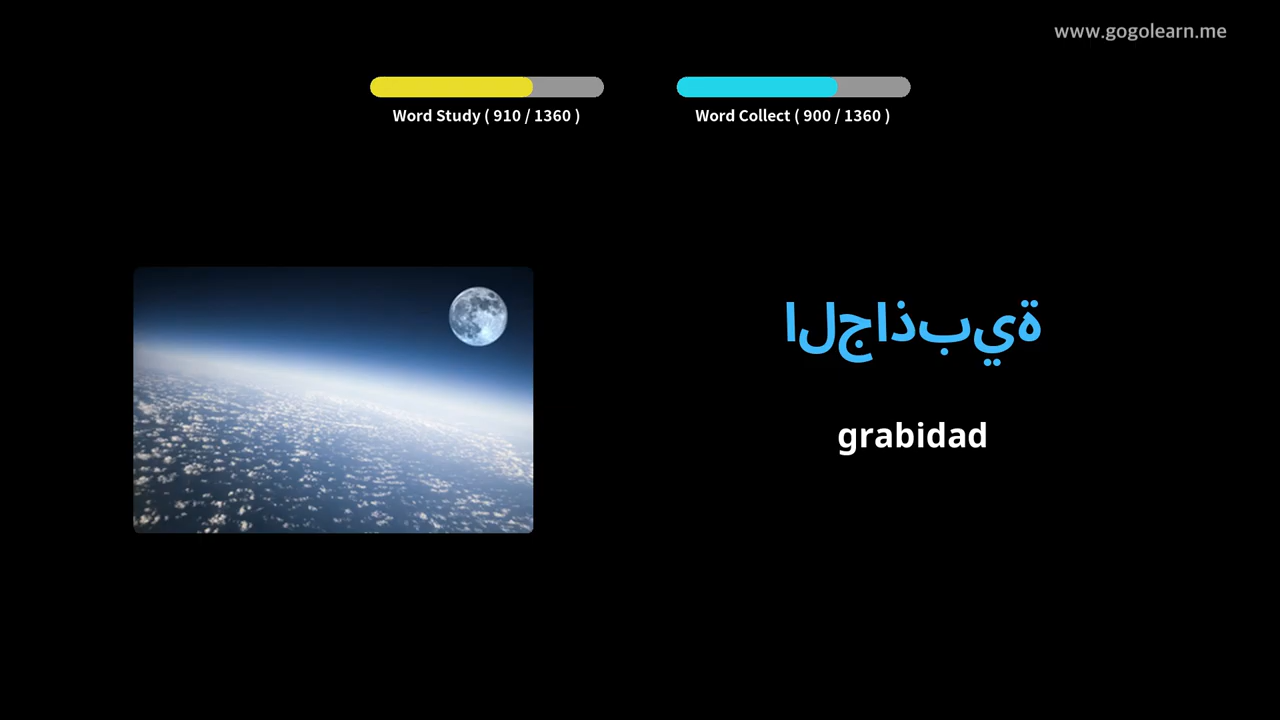 www.gogolearn.me
Word Study ( 910 / 1360 )
Word Collect ( 900 / 1360 )
الجاذبية
grabidad